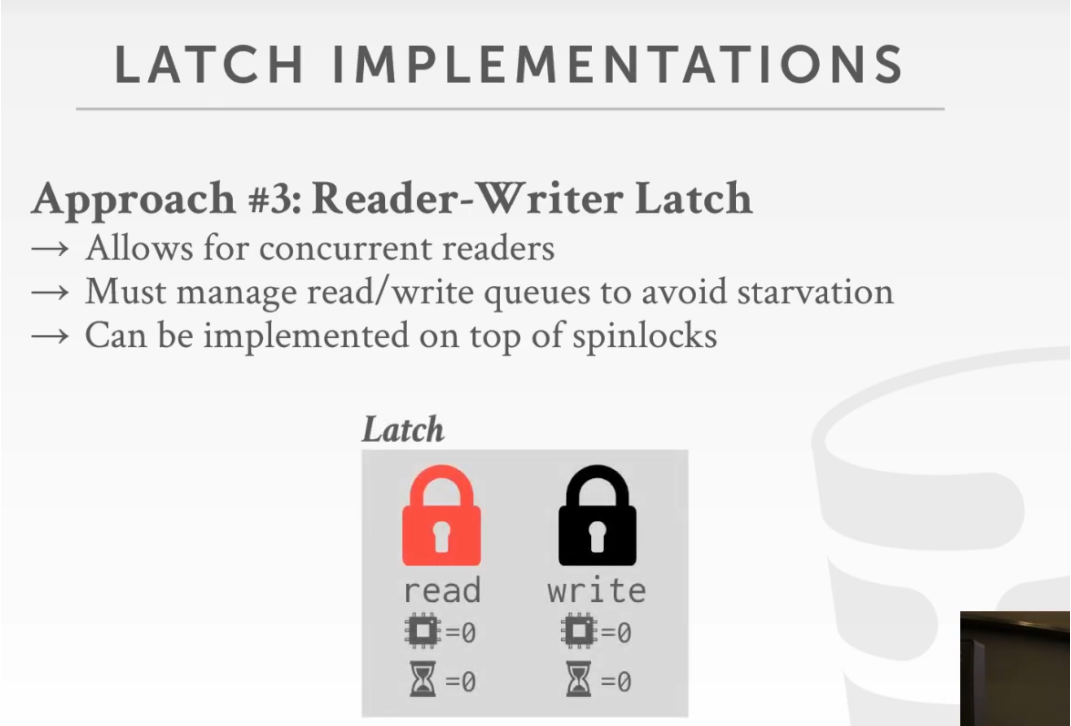 LATCH IMPLEMENTATIONS
Approach #3: Reader-Writer Latch
→ Allows for concurrent readers
→ Must manage read/write queues to avoid starvation
→ Can be implemented on top of spinlocks
Latch
read write
=0 =0
=0 =0